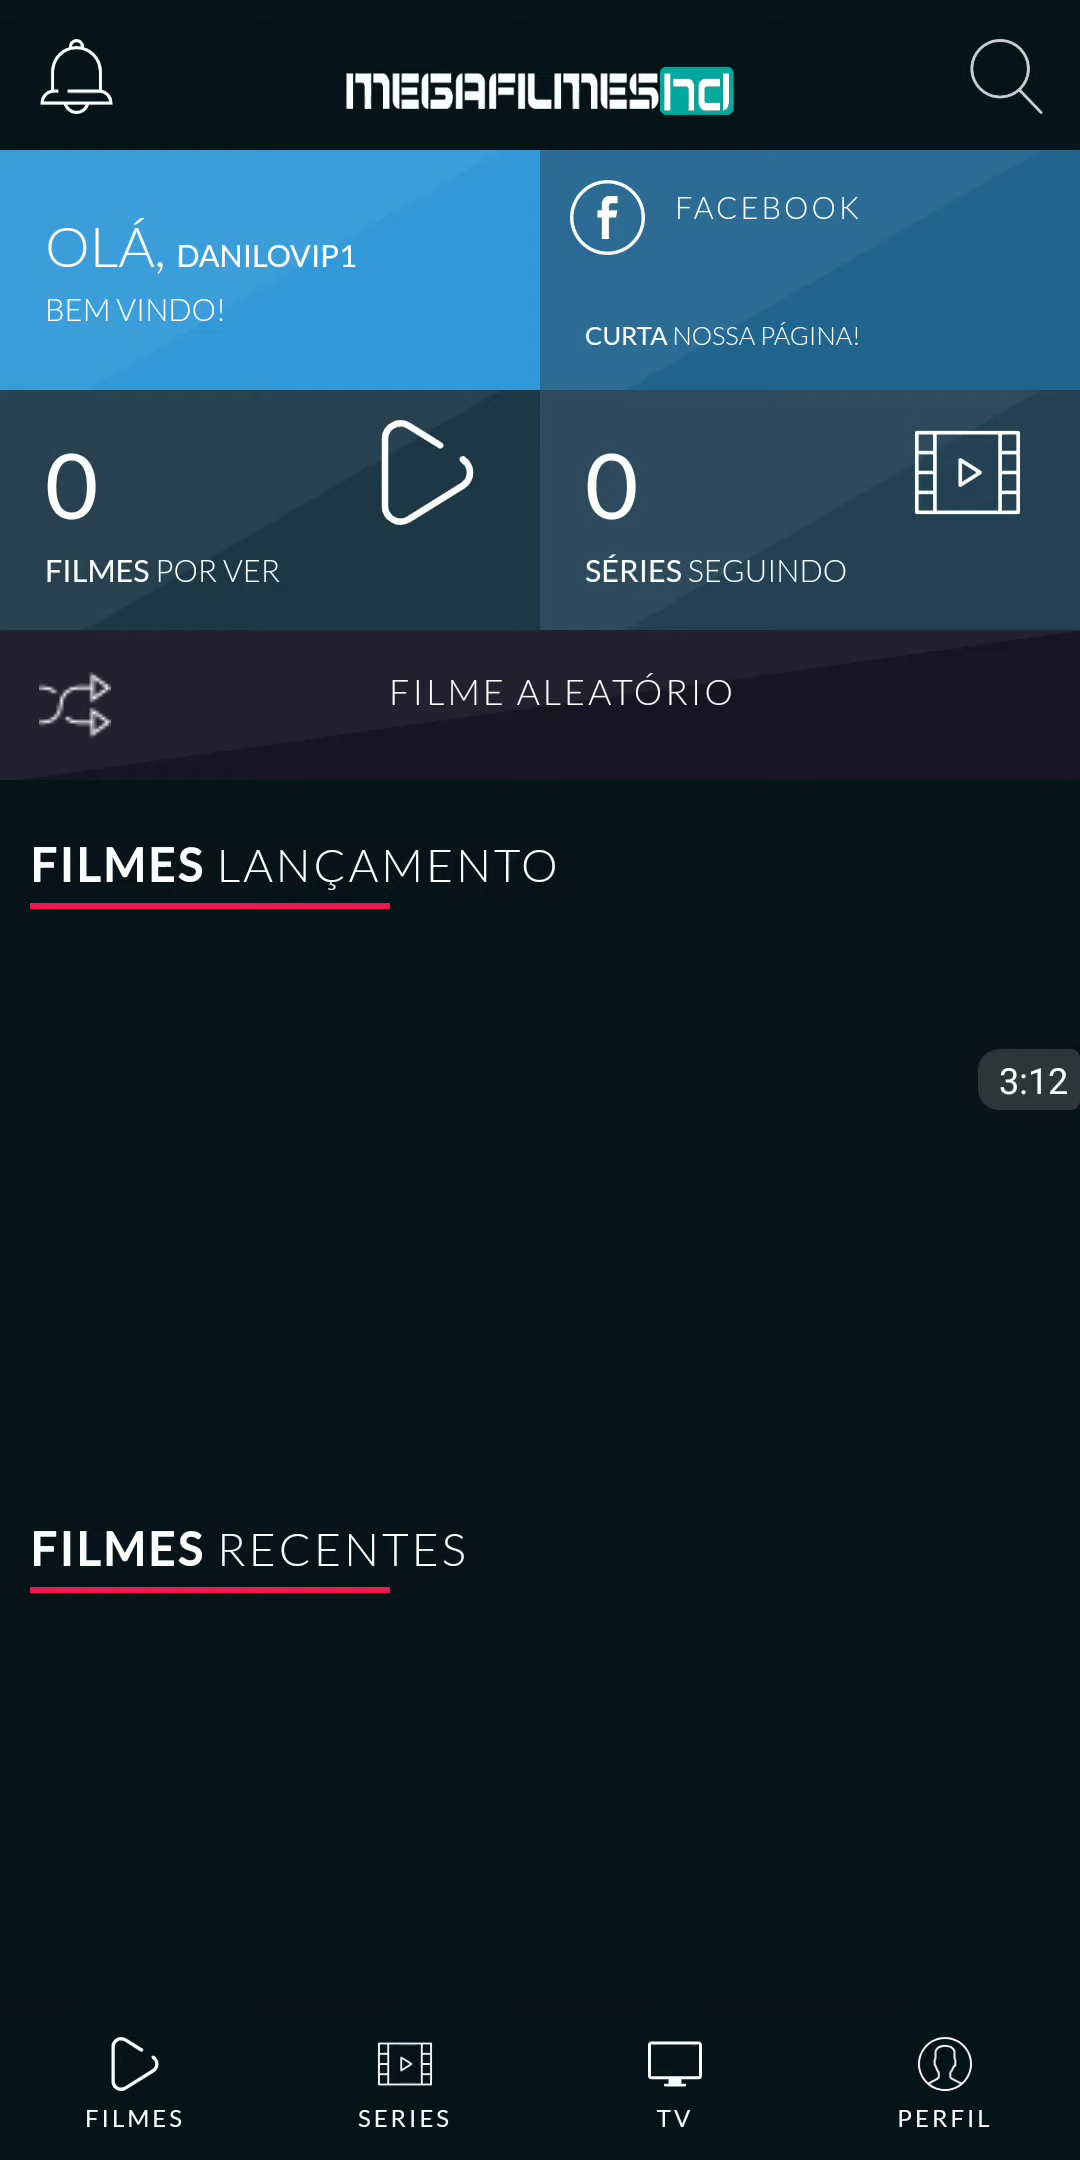 MEGAFILMEShd
OLÁ, DANILOVIP1
BEM VINDO!
FACEBOOK
CURTA NOSSA PÁGINA!
0
FILMES POR VER
0
SÉRIES SEGUINDO
FILME ALEATÓRIO
FILMES LANÇAMENTO
3:12
FILMES RECENTES
FILMES
SERIES
TV
PERFIL